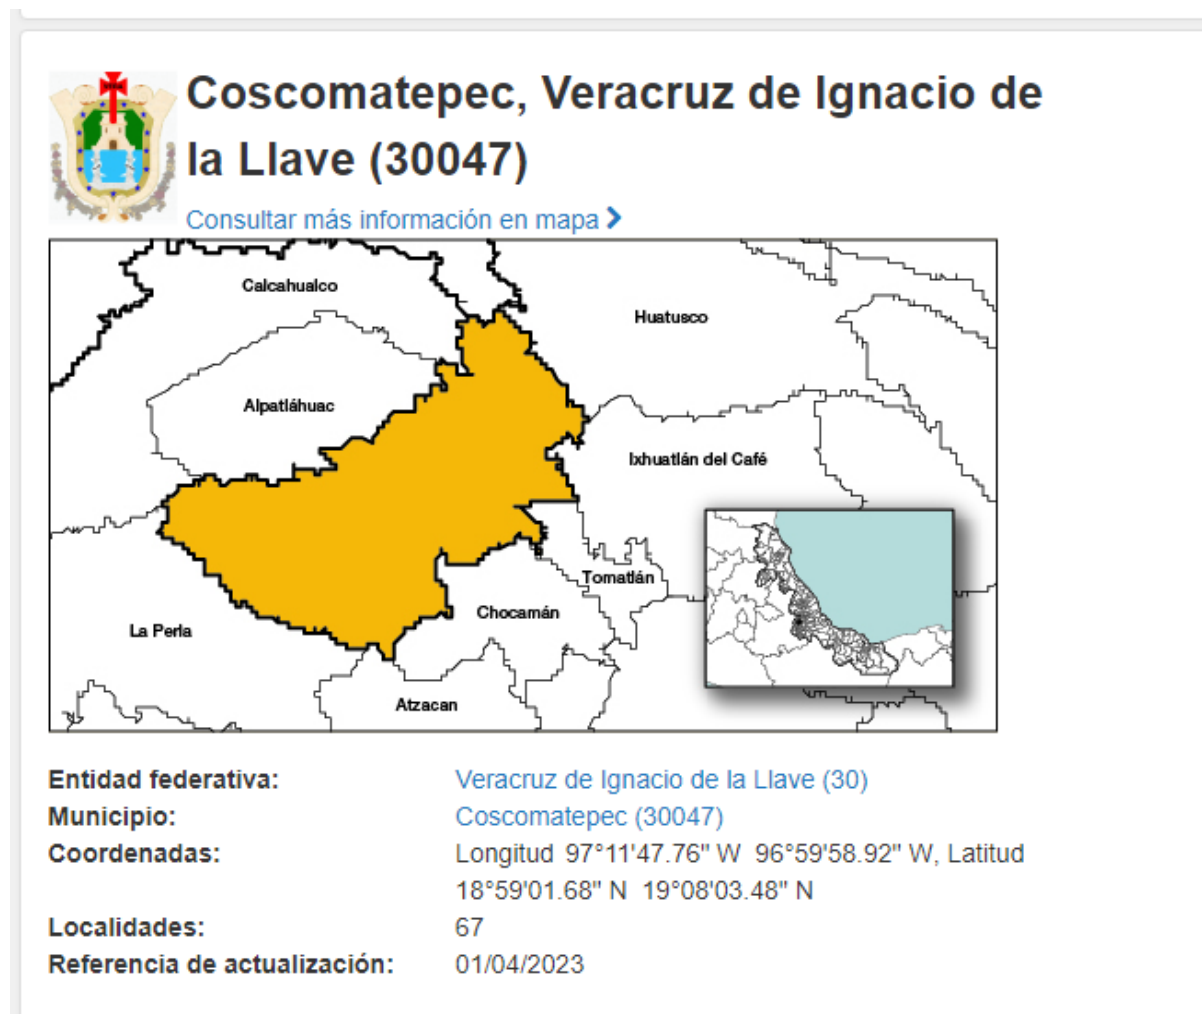 Coscomatepec, Veracruz de Ignacio de
la Llave (30047)
Consultar más información en mapa
Calcahualco
Huatusco
Alpatláhuac
Ixhuatlán del Café
Tomatlán
Chocamán
La Perla
Atzacan
Entidad federativa: Veracruz de Ignacio de la Llave (30)
Municipio: Coscomatepec (30047)
Coordenadas: Longitud 97°11'47.76" W 96°59'58.92" W, Latitud
18°59'01.68" N 19°08'03.48" N
Localidades: 67
Referencia de actualización: 01/04/2023